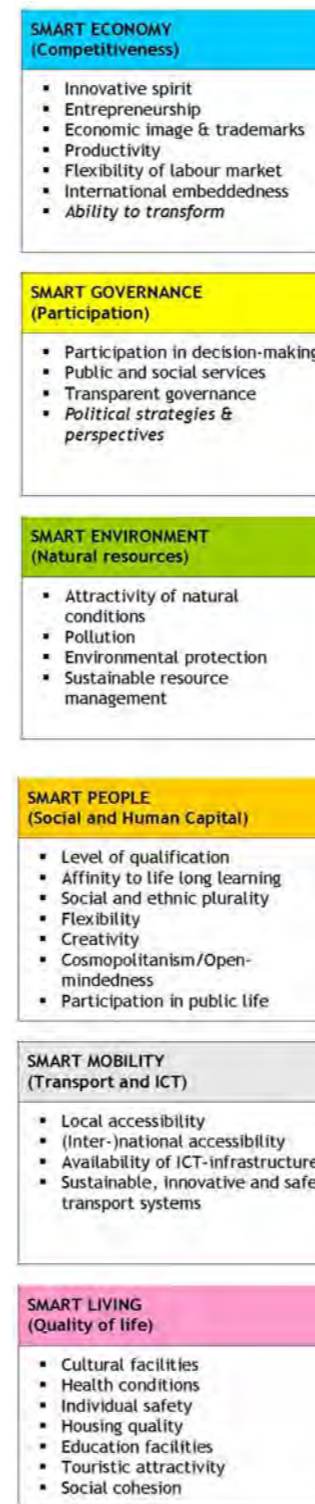 SMART ECONOMY
(Competitiveness)
▪ Innovative spirit
▪ Entrepreneurship
▪ Economic image & trademarks
▪ Productivity
▪ Flexibility of labour market
▪ International embeddedness
▪ Ability to transform
SMART GOVERNANCE
(Participation)
▪ Participation in decision-making
▪ Public and social services
▪ Transparent governance
▪ Political strategies &
perspectives
SMART ENVIRONMENT
(Natural resources)
▪ Attractivity of natural
conditions
▪ Pollution
▪ Environmental protection
▪ Sustainable resource
management
SMART PEOPLE
(Social and Human Capital)
▪ Level of qualification
▪ Affinity to life long learning
▪ Social and ethnic plurality
▪ Flexibility
▪ Creativity
▪ Cosmopolitanism/Open-
mindedness
▪ Participation in public life
SMART MOBILITY
(Transport and ICT)
▪ Local accessibility
▪ (Inter-)national accessibility
▪ Availability of ICT-infrastructure
▪ Sustainable, innovative and safe
transport systems
SMART LIVING
(Quality of life)
▪ Cultural facilities
▪ Health conditions
▪ Individual safety
▪ Housing quality
▪ Education facilities
▪ Touristic attractivity
▪ Social cohesion